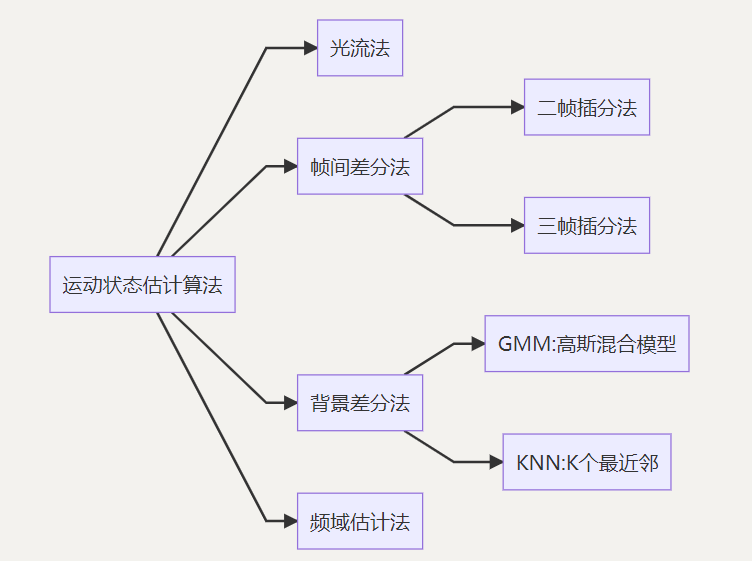 光流法
二帧插分法
帧间差分法
三帧插分法
运动状态估计算法
GMM:高斯混合模型
背景差分法
KNN:K个最近邻
频域估计法